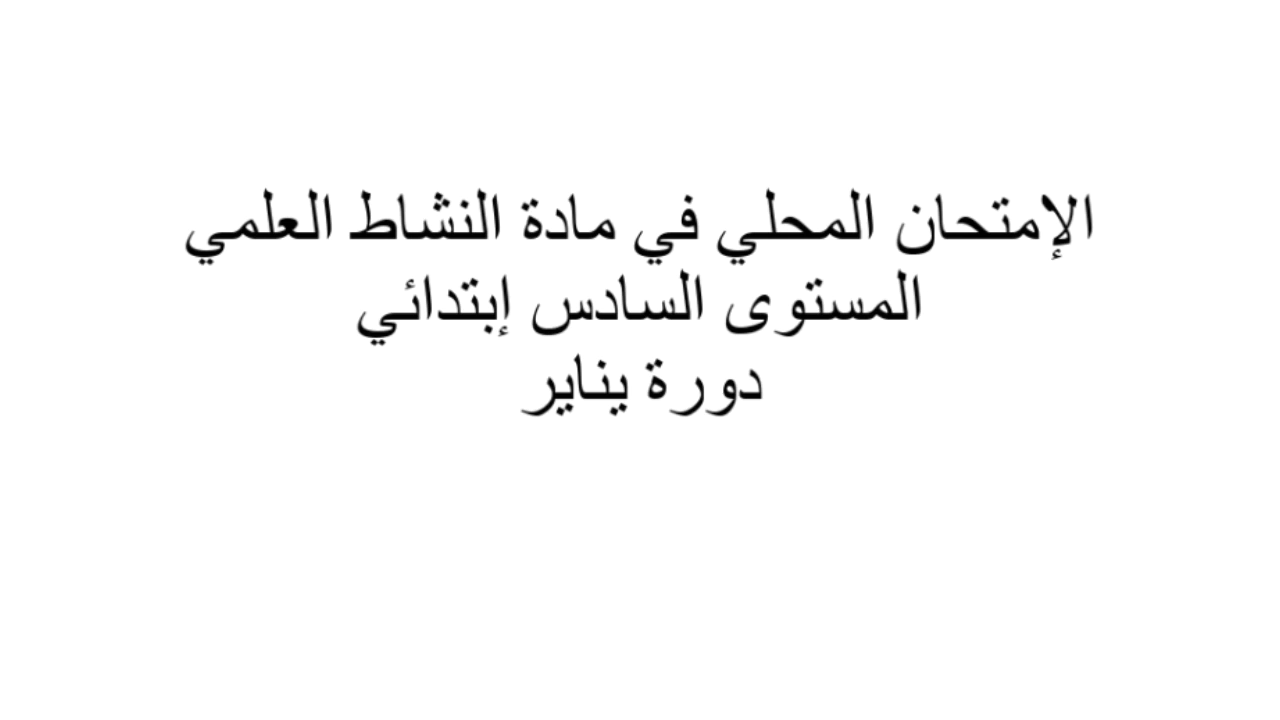 الإمتحان المحلي في مادة النشاط العلمي
المستوى السادس إبتدائي
دورة يناير